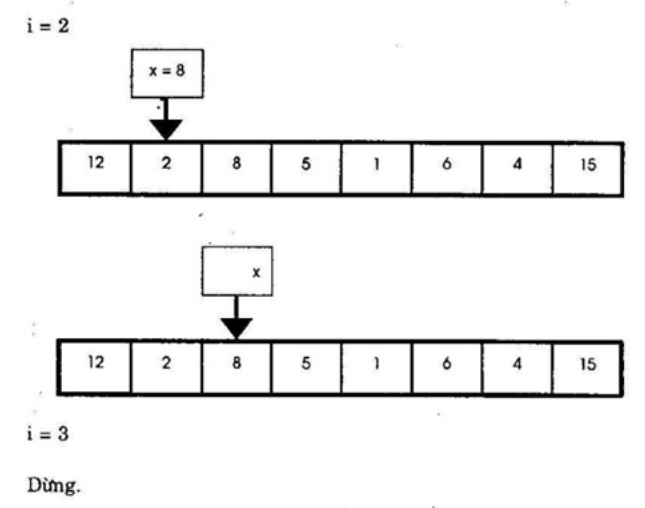 i = 2
x = 8
12 2 8 5 1 6 4 15
x
12 2 8 5 1 6 4 15
i = 3
Dừng.